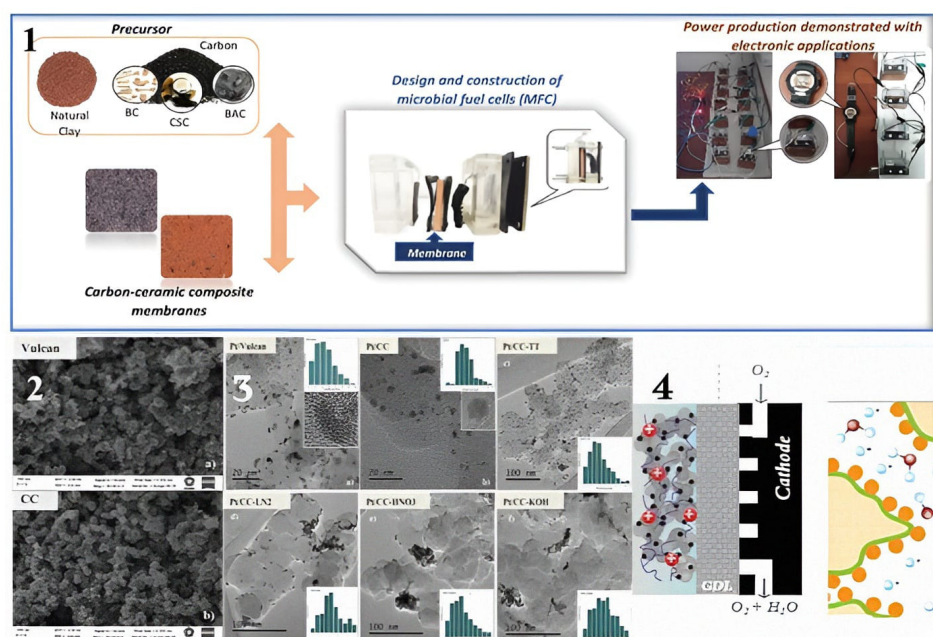 1
Precursor
Carbon
Natural
Clay
BC
CSC
BAC
Carbon-ceramic composite
membranes
Design and construction of
microbial fuel cells (MFC)
Membrane
Power production demonstrated with
electronic applications
Vulcan
2
a)
CC
b)
3
Pt/Vulcan
20
a)
Pt/CC
20
b)
Pt/CC-TT
c)
100 nm
Pt/CC-LN2
d)
100 nm
Pt/CC-HNO3
e)
100 nm
Pt/CC-KOH
f)
100 nm
4
O₂
Cathode
GDL
O₂ + H₂O